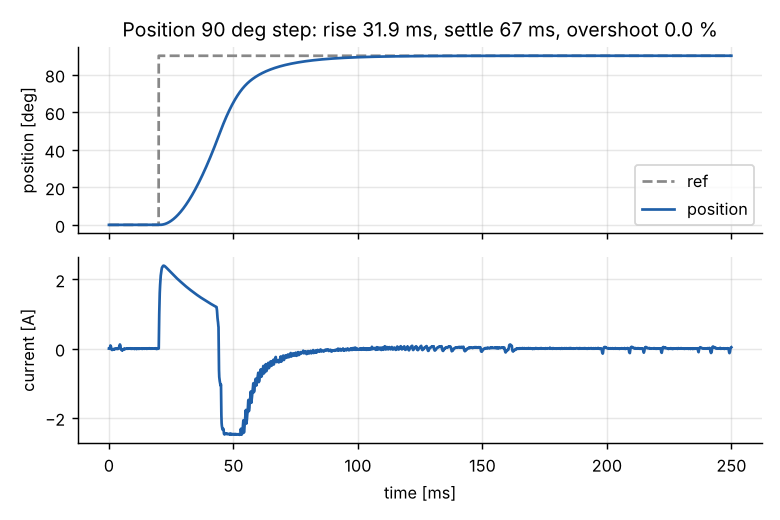 Position 90 deg step: rise 31.9 ms, settle 67 ms, overshoot 0.0 %
position [deg]
80
60
40
20
0
ref
position
current [A]
2
0
−2
0
50
100
150
200
250
time [ms]